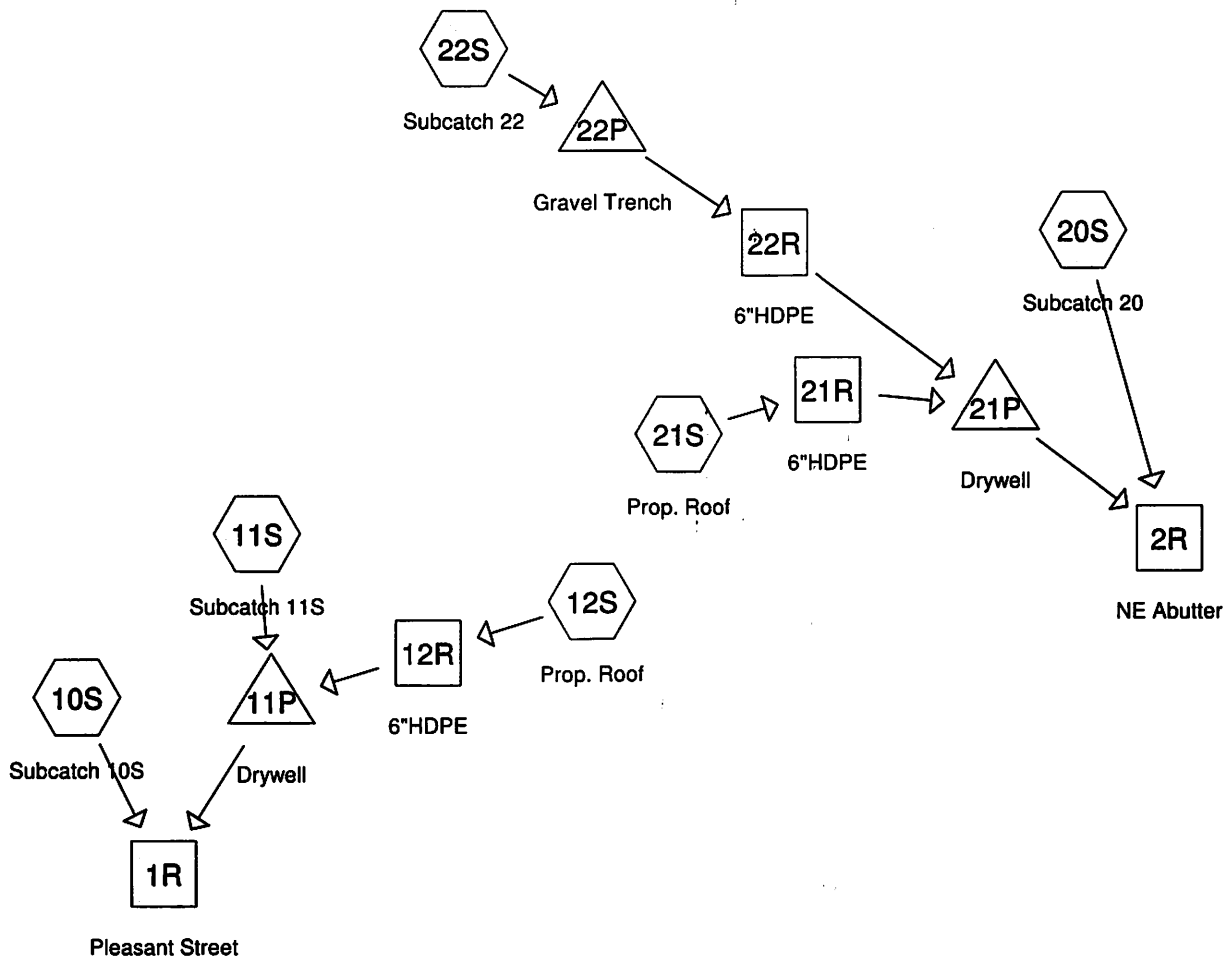 22S
Subcatch 22
22P
Gravel Trench
22R
6"HDPE
20S
Subcatch 20
21S
Prop. Roof
21R
6"HDPE
21P
Drywell
2R
NE Abutter
11S
Subcatch 11S
12S
Prop. Roof
12R
6"HDPE
11P
Drywell
10S
Subcatch 10S
1R
Pleasant Street